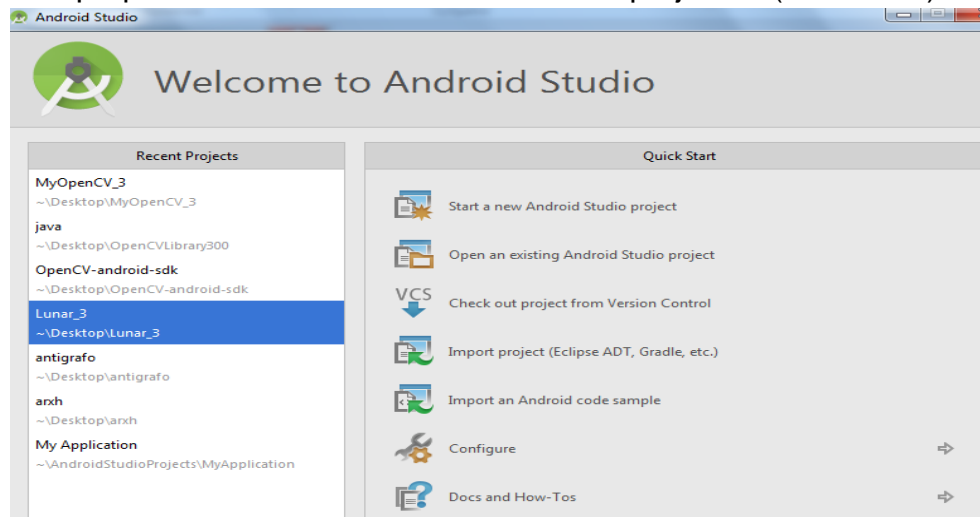 Android Studio
Welcome to Android Studio
Recent Projects
MyOpenCV_3
~\Desktop\MyOpenCV_3
java
~\Desktop\OpenCVLibrary300
OpenCV-android-sdk
~\Desktop\OpenCV-android-sdk
Lunar_3
~\Desktop\Lunar_3
antigrafo
~\Desktop\antigrafo
arxh
~\Desktop\arxh
My Application
~\AndroidStudioProjects\MyApplication
Quick Start
Start a new Android Studio project
Open an existing Android Studio project
VCS
Check out project from Version Control
Import project (Eclipse ADT, Gradle, etc.)
Import an Android code sample
Configure
Docs and How-Tos